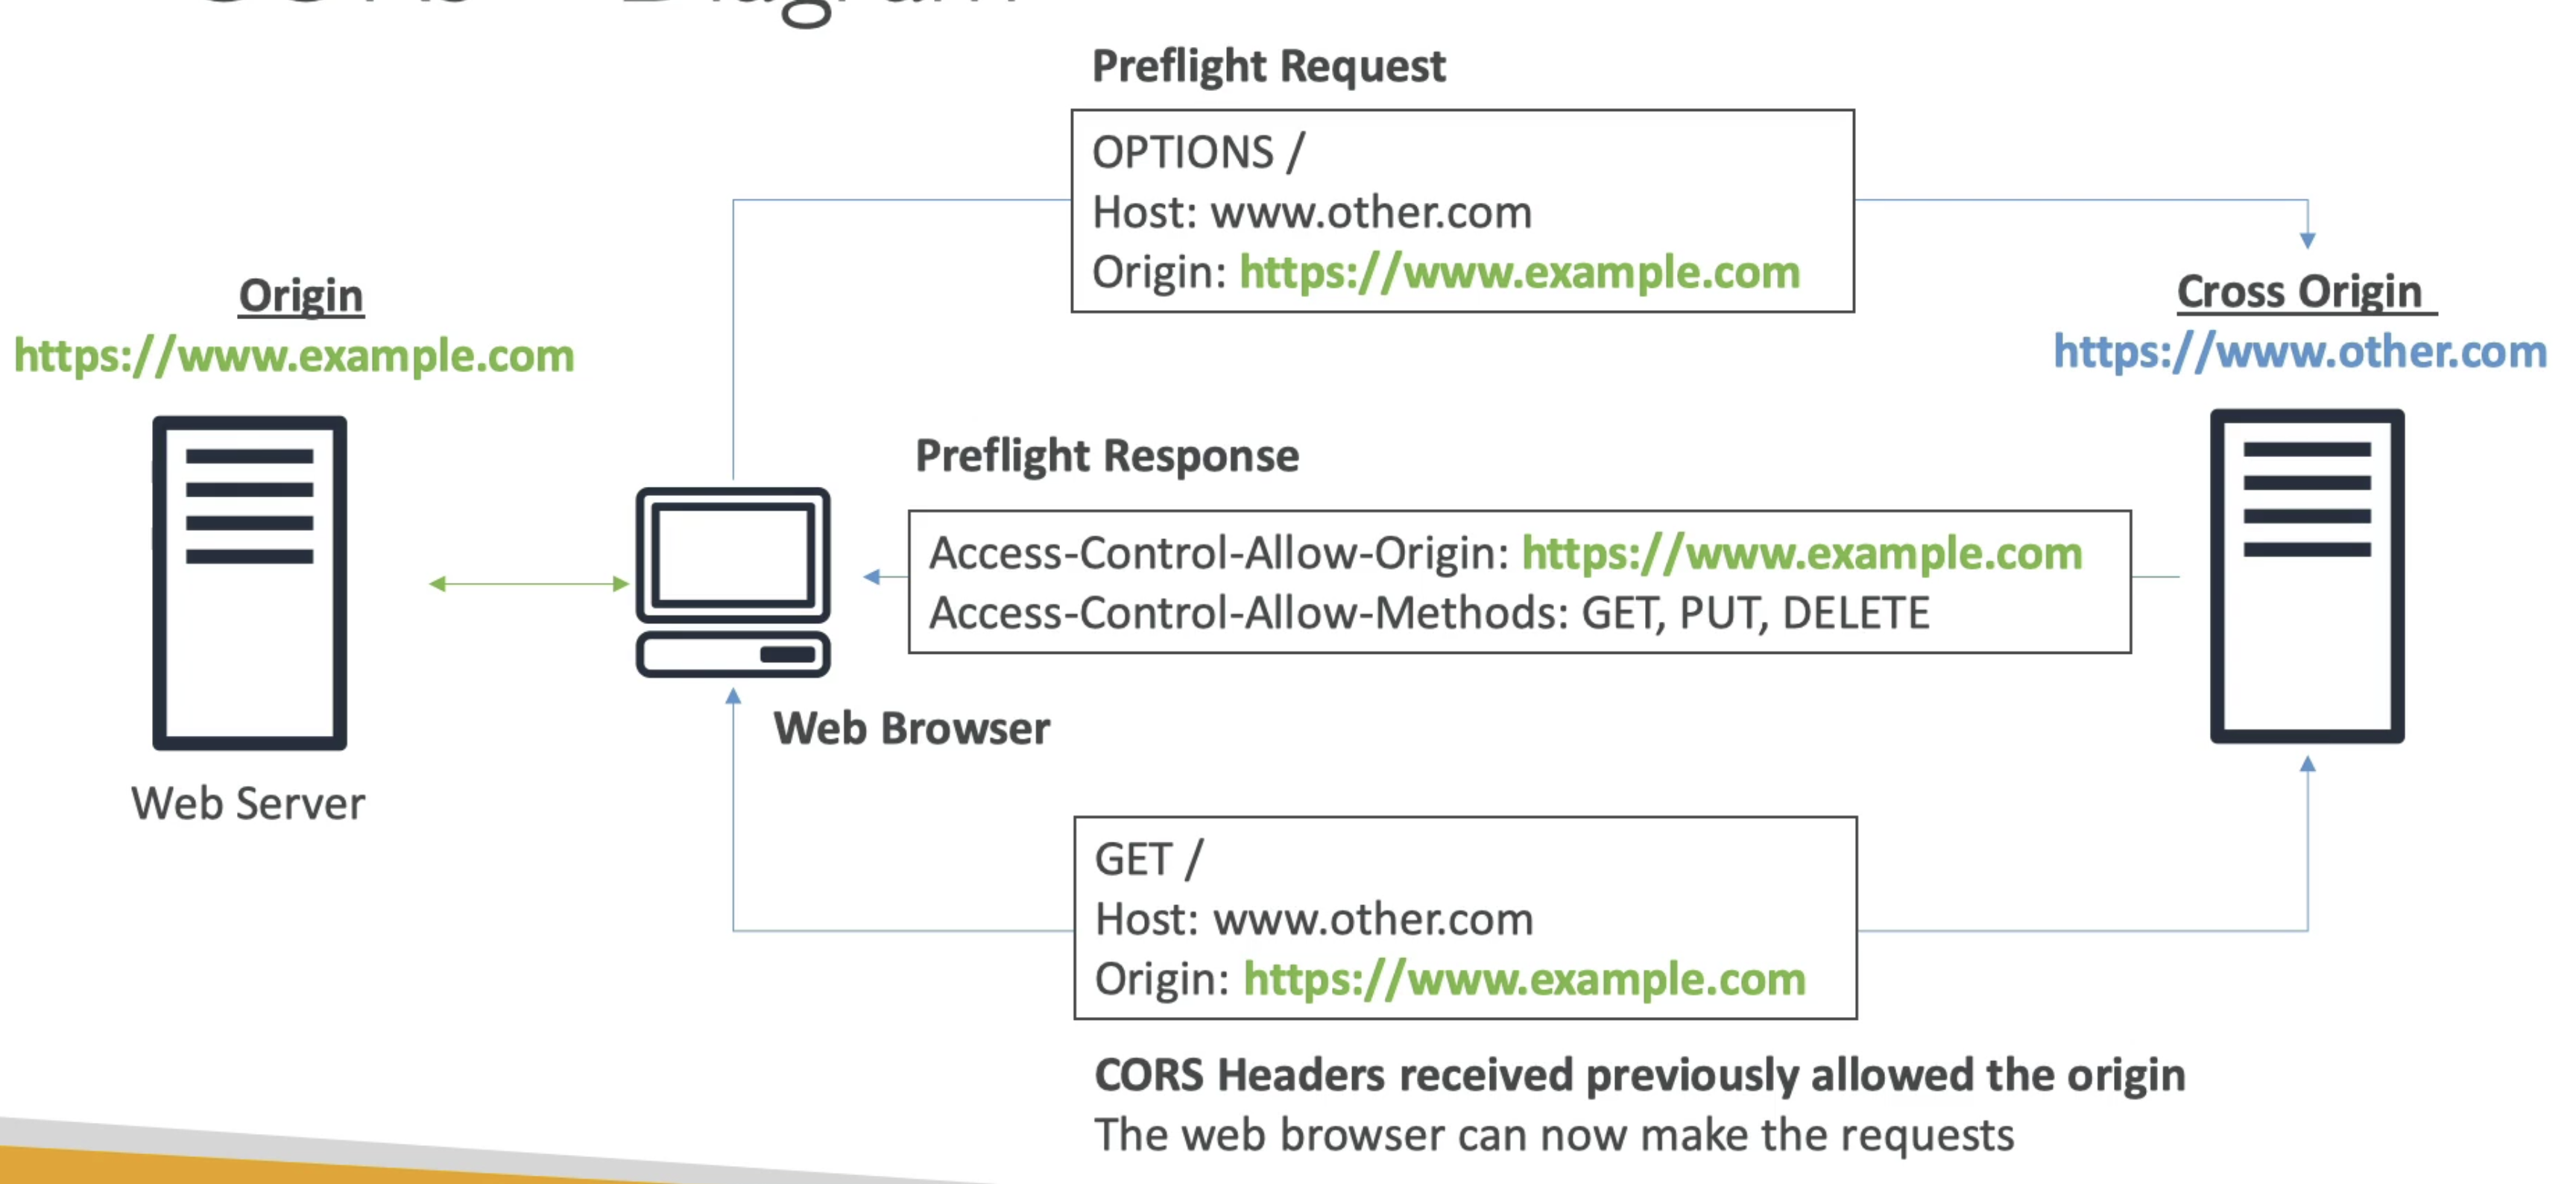 Diagram
Preflight Request
OPTIONS /
Host: www.other.com
Origin: https://www.example.com
Origin
https://www.example.com
Cross Origin
https://www.other.com
Preflight Response
Access-Control-Allow-Origin: https://www.example.com
Access-Control-Allow-Methods: GET, PUT, DELETE
Web Browser
Web Server
GET /
Host: www.other.com
Origin: https://www.example.com
CORS Headers received previously allowed the origin
The web browser can now make the requests